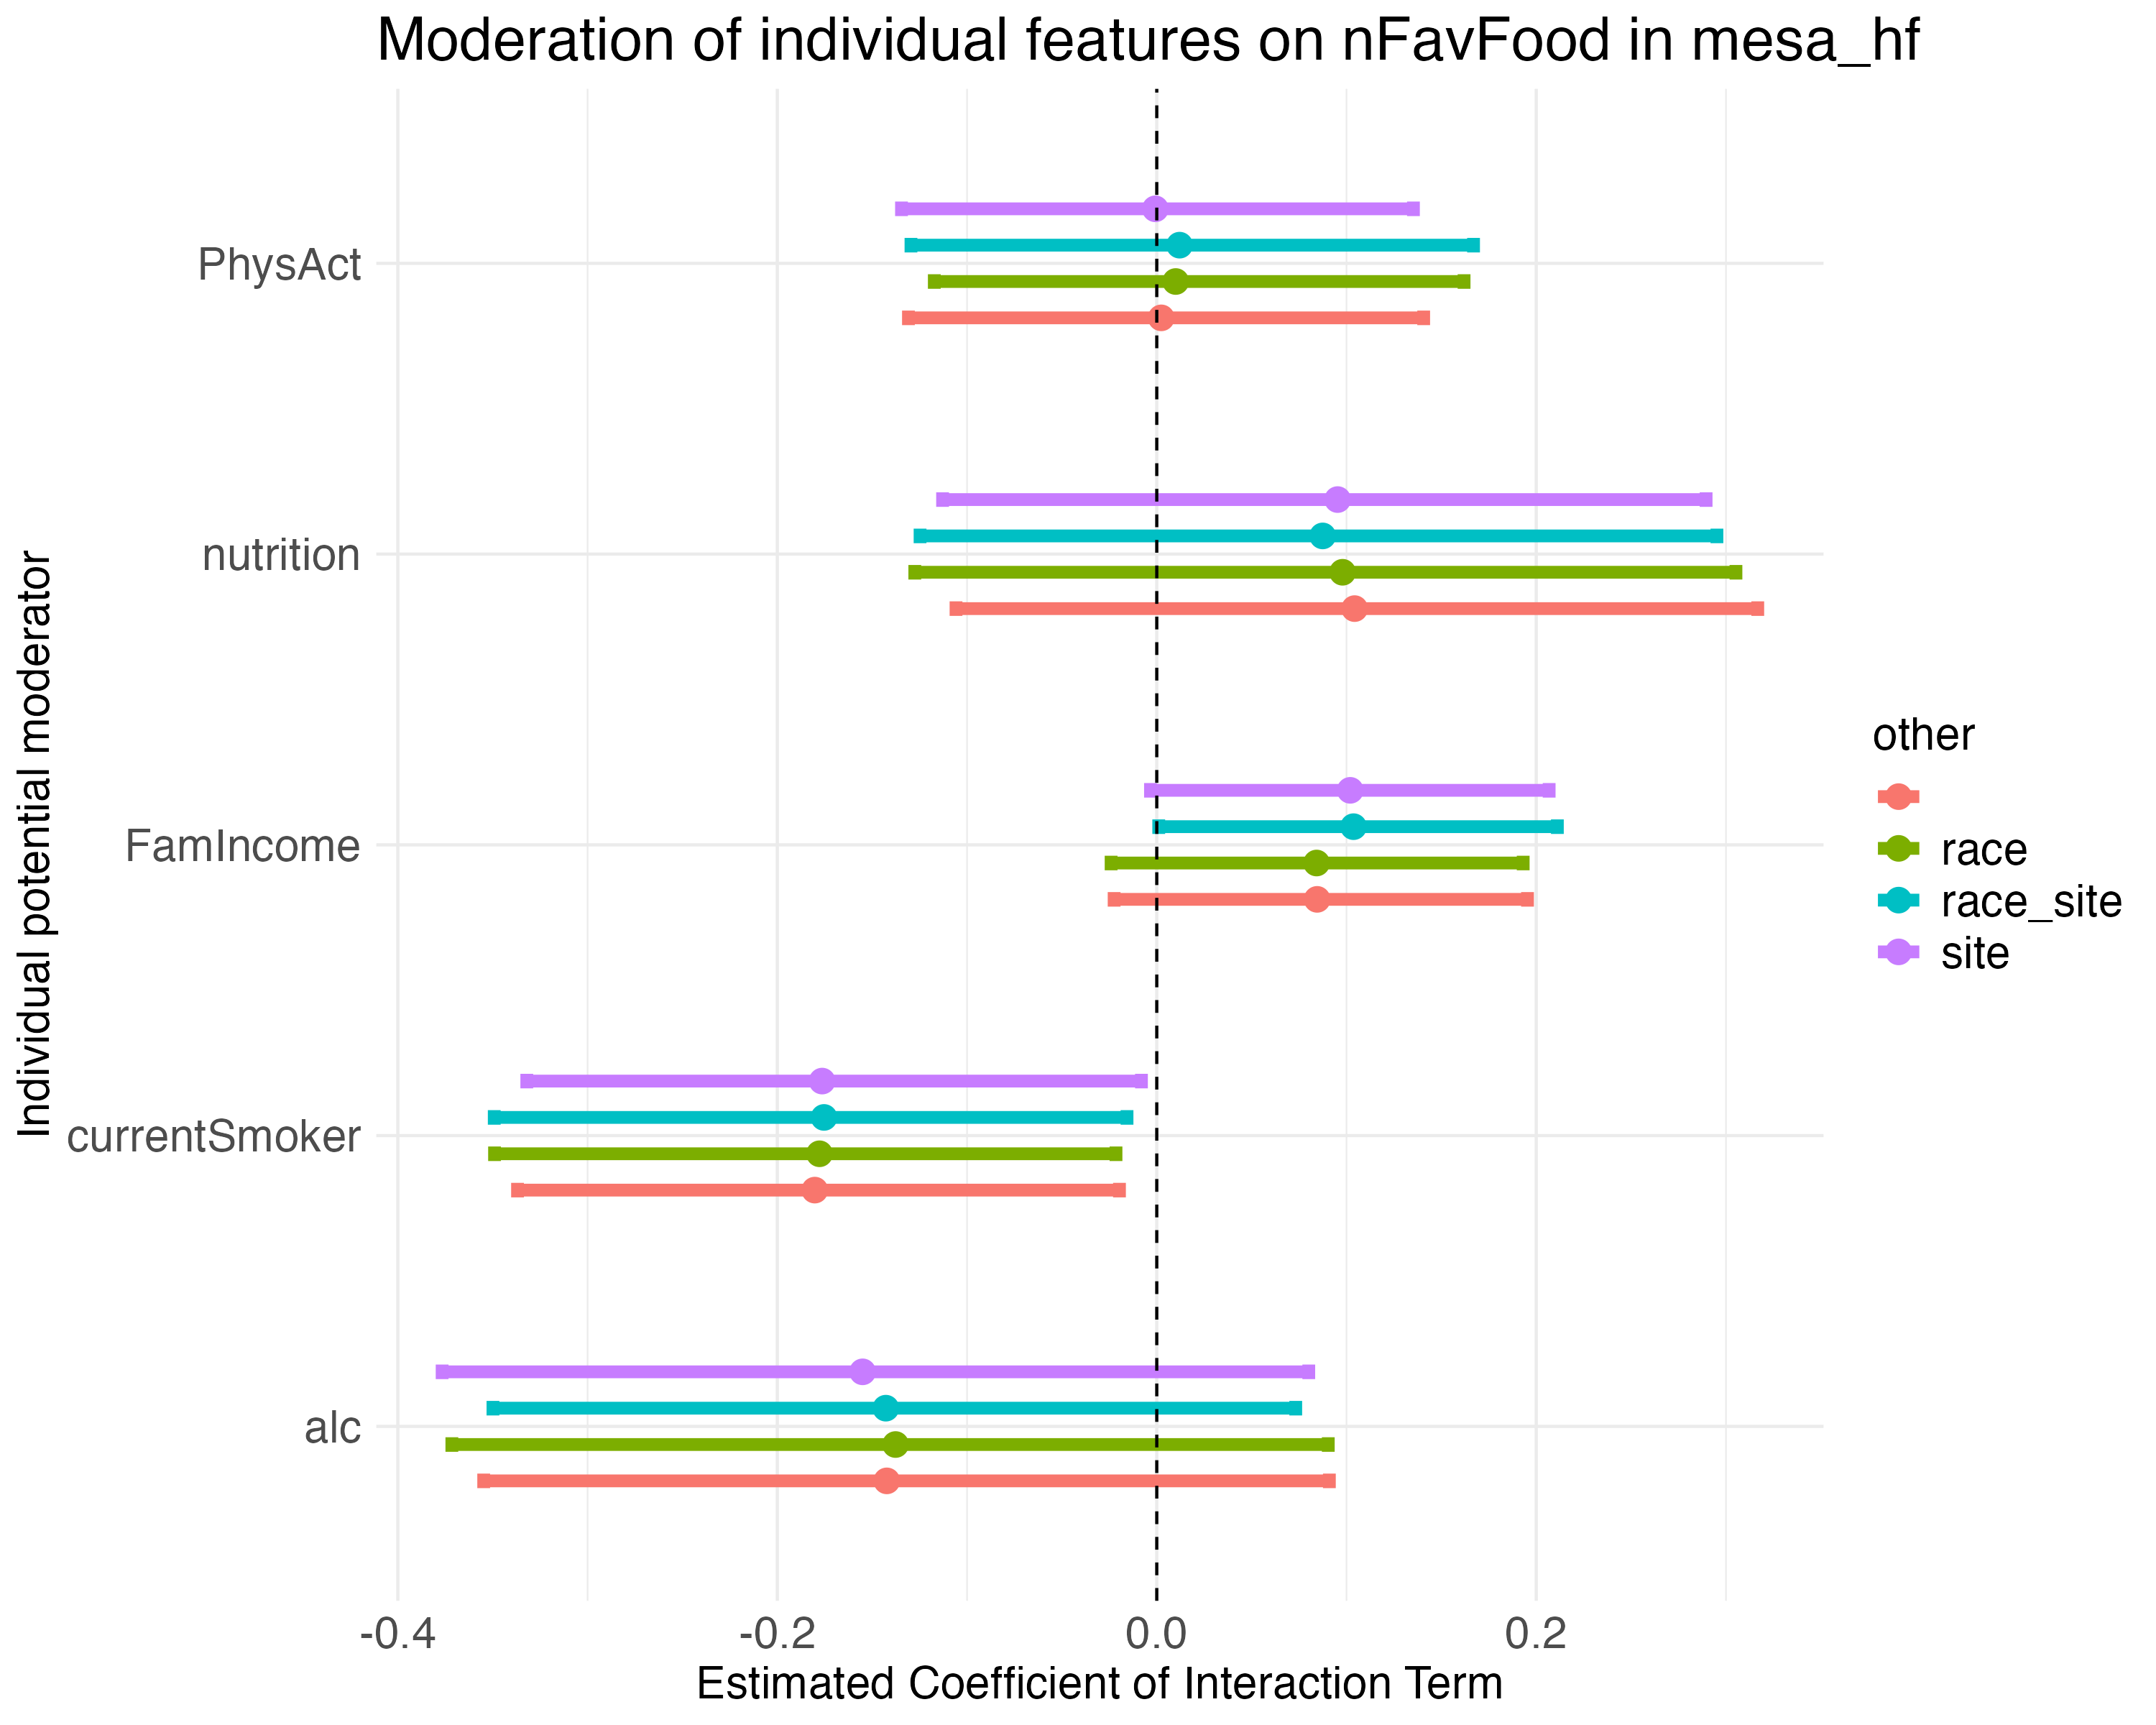 Moderation of individual features on nFavFood in mesa_hf
Individual potential moderator
PhysAct
nutrition
FamIncome
currentSmoker
alc
-0.4
-0.2
0.0
0.2
Estimated Coefficient of Interaction Term
other
race
race_site
site